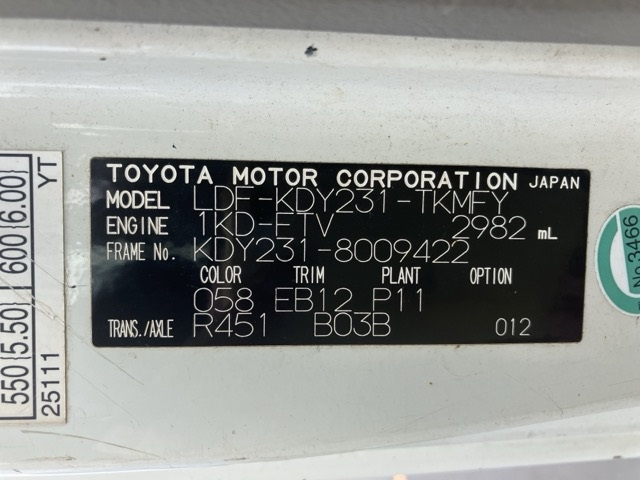 TOYOTA MOTOR CORPORATION JAPAN
MODEL LDF-KDY231-TKMFY
ENGINE 1KD-FTV 2982 mL
FRAME No. KDY231-8009422
COLOR TRIM PLANT OPTION
058 EB12 P11
TRANS./AXLE R451 B03B 012
550(5.50) 600(6.00)
25111 YT
No.3466